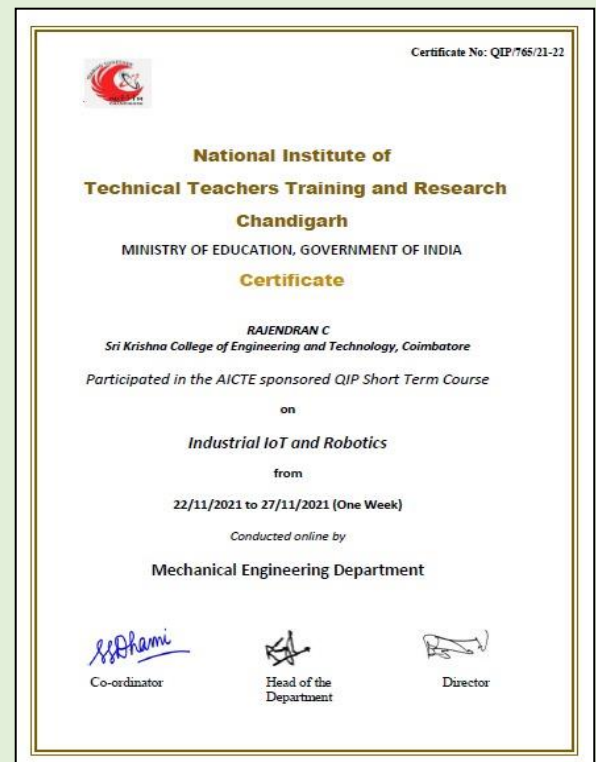 Certificate No: QIP/765/21-22
National Institute of
Technical Teachers Training and Research
Chandigarh
MINISTRY OF EDUCATION, GOVERNMENT OF INDIA
Certificate
RAJENDRAN C
Sri Krishna College of Engineering and Technology, Coimbatore
Participated in the AICTE sponsored QIP Short Term Course
on
Industrial IoT and Robotics
from
22/11/2021 to 27/11/2021 (One Week)
Conducted online by
Mechanical Engineering Department
SSDhami
Co-ordinator
Head of the
Department
Director